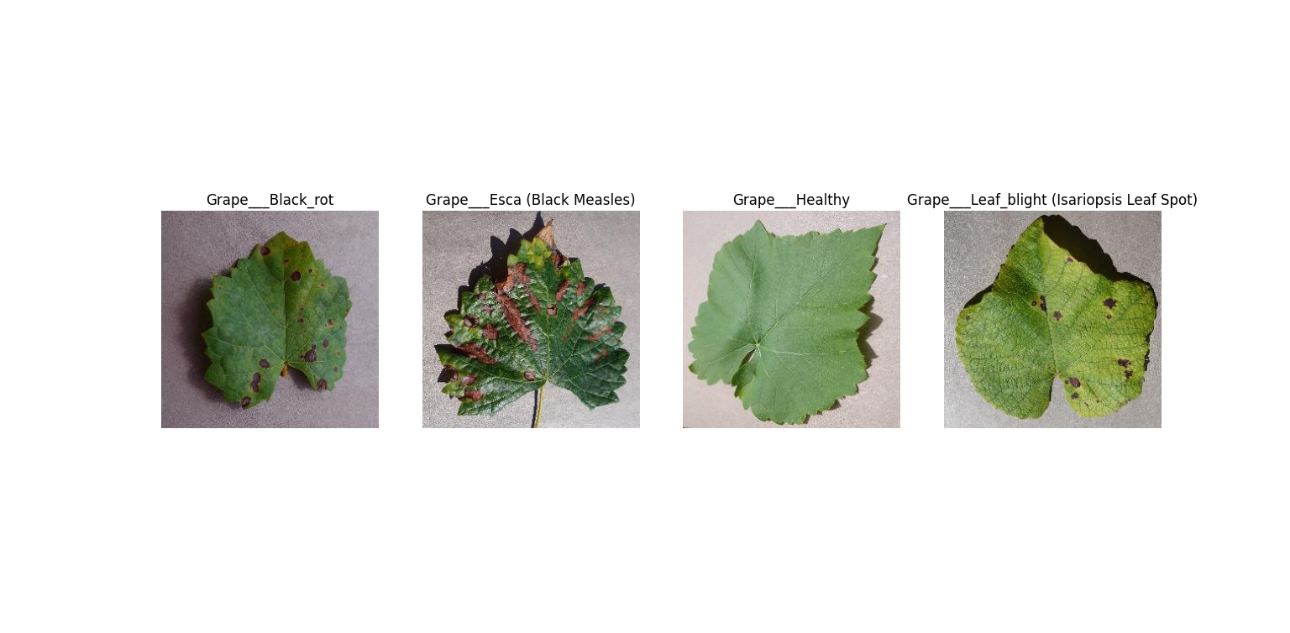 Grape___Black_rot
Grape___Esca (Black Measles)
Grape___Healthy
Grape___Leaf_blight (Isariopsis Leaf Spot)